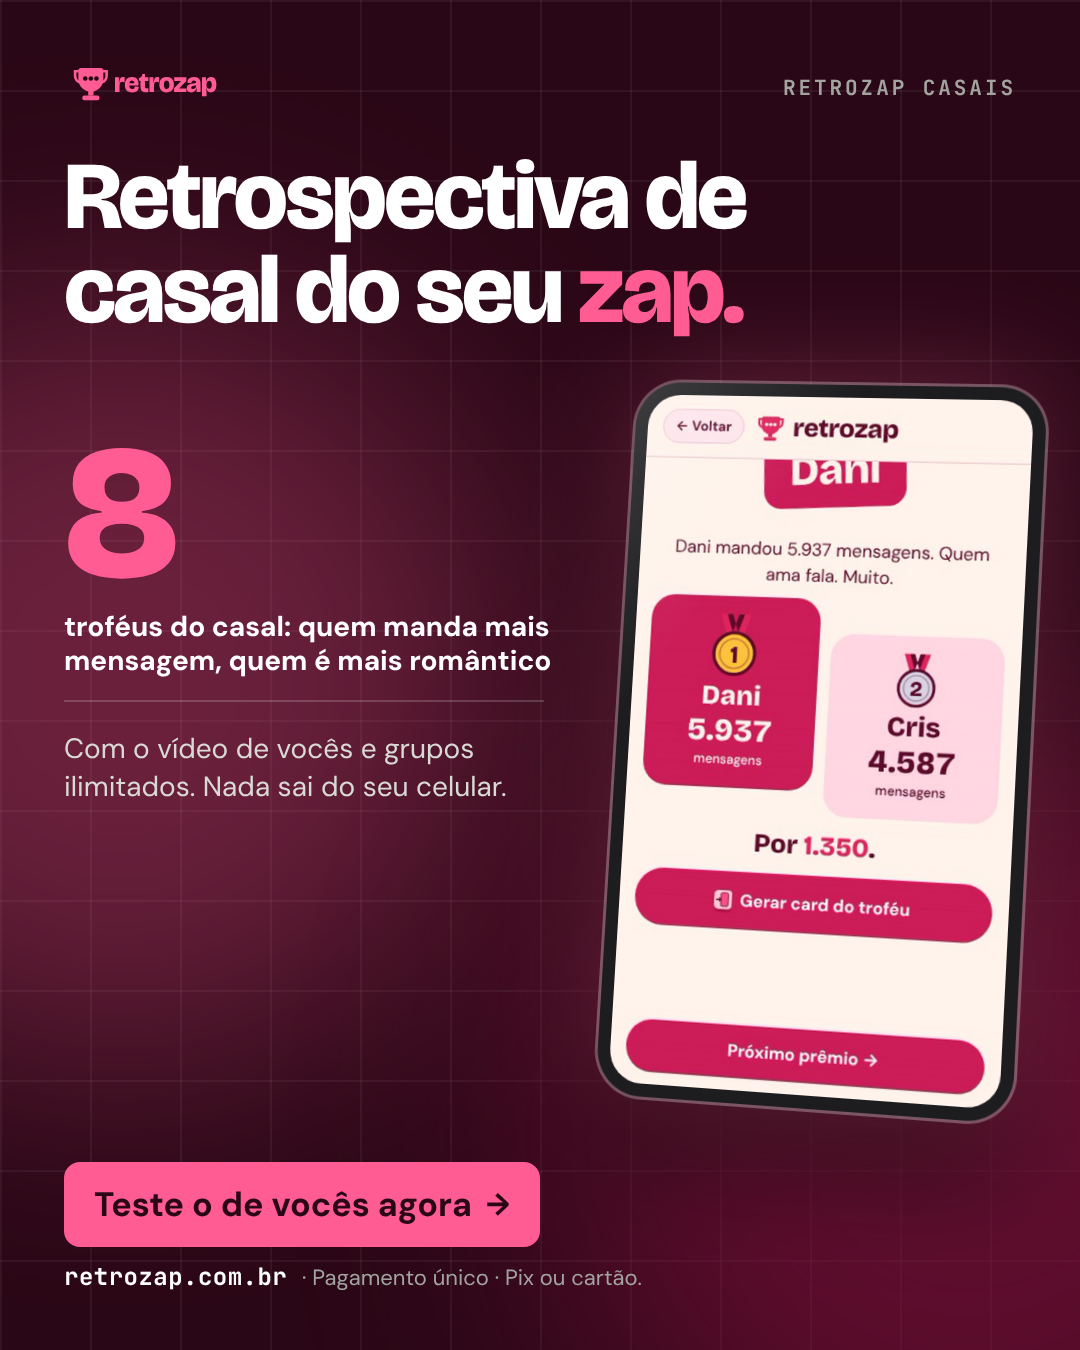 retrozap
RETROZAP CASAIS
Retrospectiva de
casal do seu zap.
8
troféus do casal: quem manda mais
mensagem, quem é mais romântico
Com o vídeo de vocês e grupos
ilimitados. Nada sai do seu celular.
← Voltar
retrozap
Dani
Dani mandou 5.937 mensagens. Quem
ama fala. Muito.
1
Dani
5.937
mensagens
2
Cris
4.587
mensagens
Por 1.350.
Gerar card do troféu
Próximo prêmio →
Teste o de vocês agora →
retrozap.com.br · Pagamento único · Pix ou cartão.